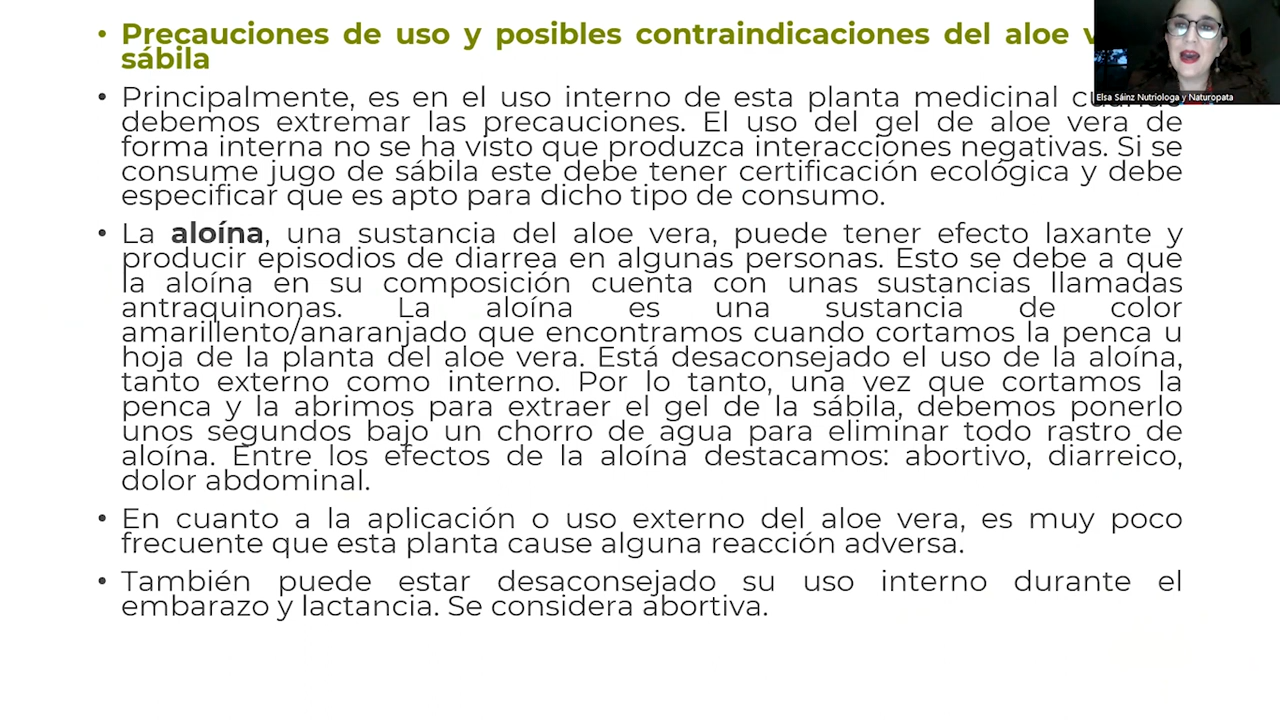 • Precauciones de uso y posibles contraindicaciones del aloe
sábila
• Principalmente, es en el uso interno de esta planta medicinal
debemos extremar las precauciones. El uso del gel de aloe vera de
forma interna no se ha visto que produzca interacciones negativas. Si se
consume jugo de sábila este debe tener certificación ecológica y debe
especificar que es apto para dicho tipo de consumo.
• La aloína, una sustancia del aloe vera, puede tener efecto laxante y
producir episodios de diarrea en algunas personas. Esto se debe a que
la aloína en su composición cuenta con unas sustancias llamadas
antraquinonas. La aloína es una sustancia de color
amarillento/anaranjado que encontramos cuando cortamos la penca u
hoja de la planta del aloe vera. Está desaconsejado el uso de la aloína,
tanto externo como interno. Por lo tanto, una vez que cortamos la
penca y la abrimos para extraer el gel de la sábila, debemos ponerlo
unos segundos bajo un chorro de agua para eliminar todo rastro de
aloína. Entre los efectos de la aloína destacamos: abortivo, diarreico,
dolor abdominal.
• En cuanto a la aplicación o uso externo del aloe vera, es muy poco
frecuente que esta planta cause alguna reacción adversa.
• También puede estar desaconsejado su uso interno durante el
embarazo y lactancia. Se considera abortiva.
Elsa Sáinz Nutriologa y Naturopata